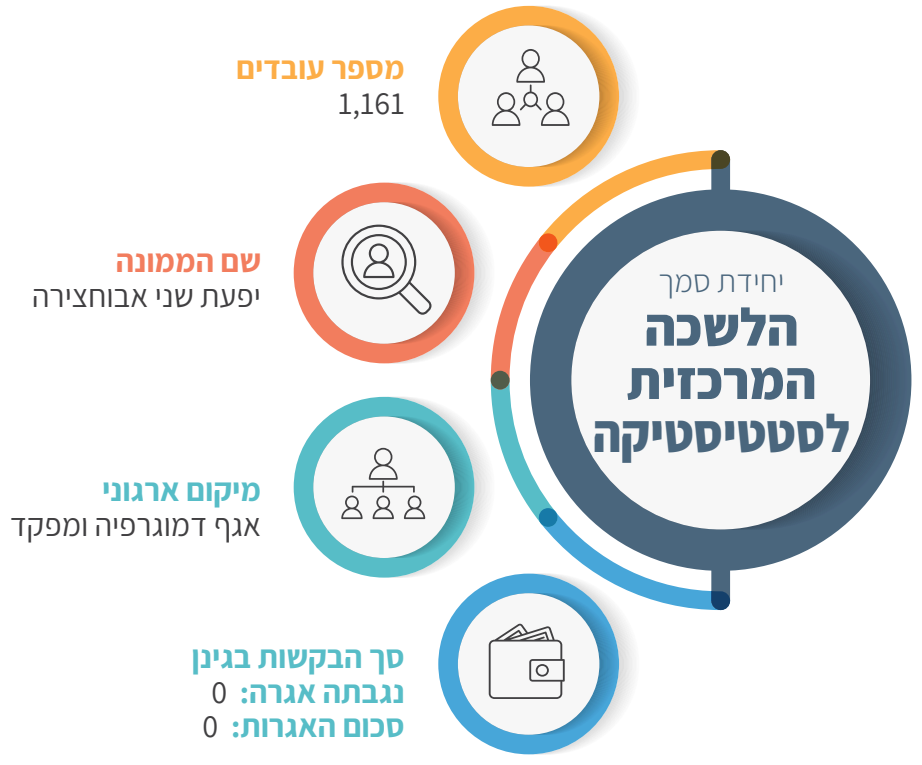 יחידת סמך
הלשכה
המרכזית
לסטטיסטיקה
מספר עובדים
1,161
שם הממונה
יפעת שני אבוחצירה
מיקום ארגוני
אגף דמוגרפיה ומפקד
סך הבקשות בגינן
נגבתה אגרה: 0
סכום האגרות: 0